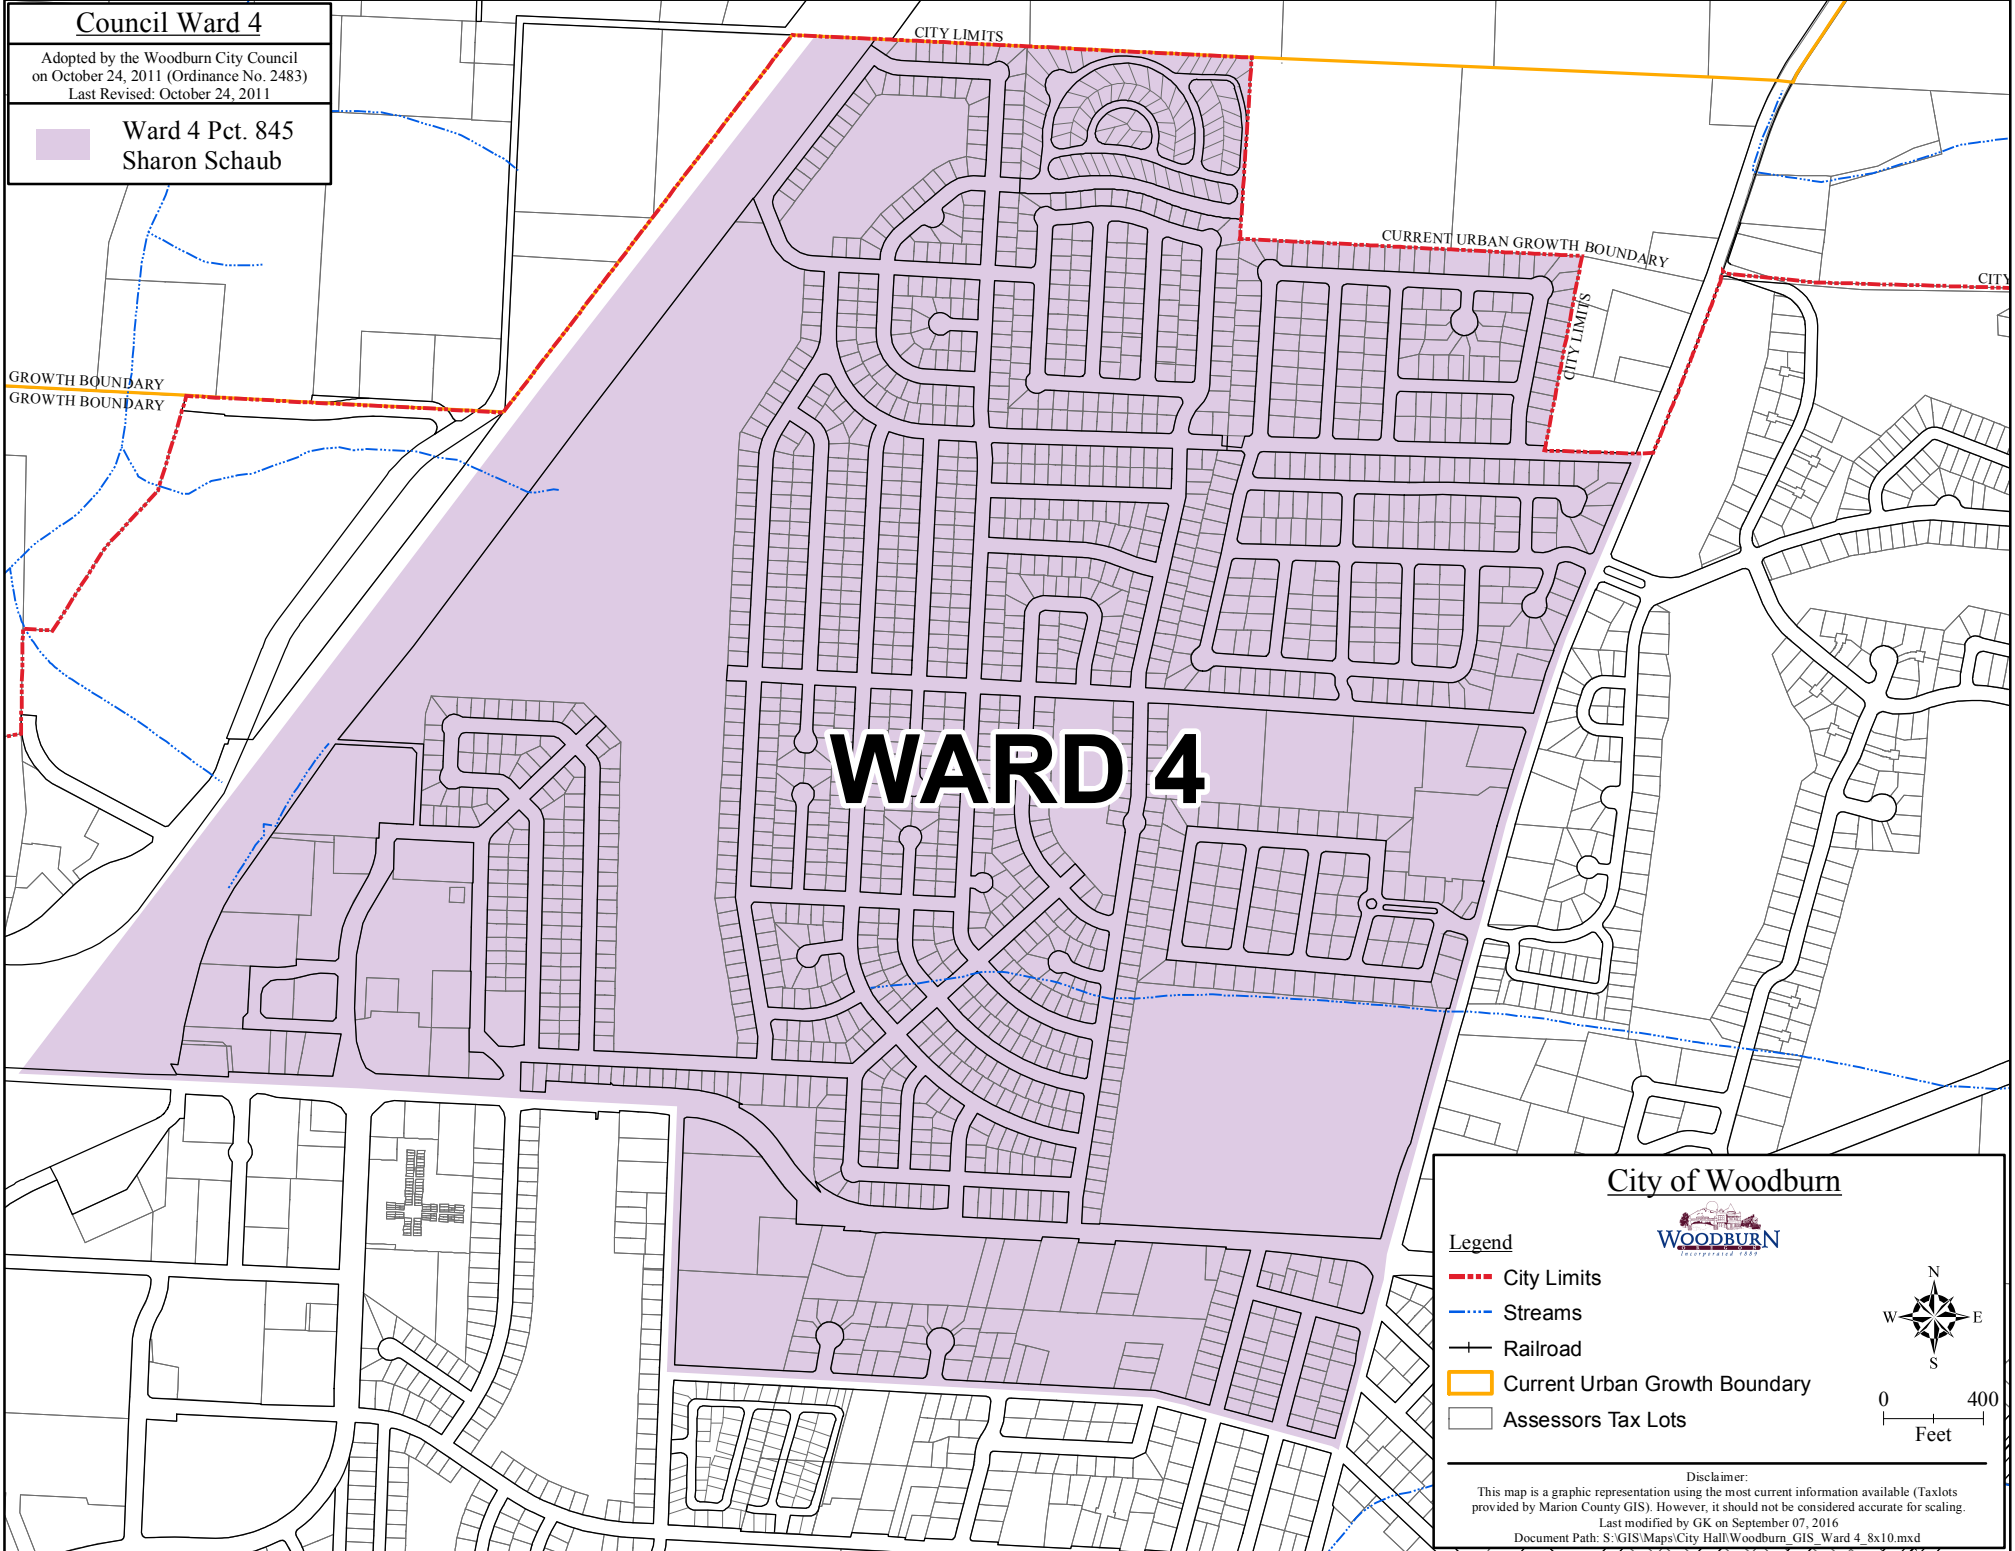 Council Ward 4
Adopted by the Woodburn City Council
on October 24, 2011 (Ordinance No. 2483)
Last Revised: October 24, 2011
Ward 4 Pct. 845
Sharon Schaub
CITY LIMITS
CURRENT URBAN GROWTH BOUNDARY
CITY LIMITS
CITY
GROWTH BOUNDARY
GROWTH BOUNDARY
WARD 4
City of Woodburn
WOODBURN
OREGON
Incorporated 1889
Legend
City Limits
Streams
Railroad
Current Urban Growth Boundary
Assessors Tax Lots
N
W E
S
0 400
Feet
Disclaimer:
This map is a graphic representation using the most current information available (Taxlots
provided by Marion County GIS). However, it should not be considered accurate for scaling.
Last modified by GK on September 07, 2016
Document Path: S:\GIS\Maps\City Hall\Woodburn_GIS_Ward 4_8x10.mxd